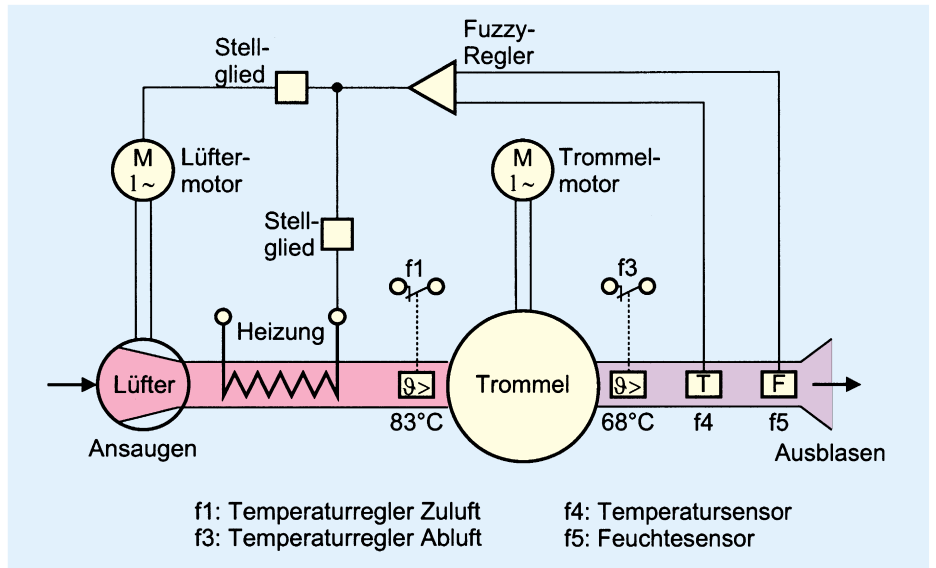 Fuzzy-
Regler
Stell-
glied
M
1~
Lüfter-
motor
M
1~
Trommel-
motor
Stell-
glied
f1
f3
Heizung
Lüfter
ϑ>
Trommel
ϑ>
T
F
83°C
68°C
f4
f5
Ansaugen
Ausblasen
f1: Temperaturregler Zuluft
f3: Temperaturregler Abluft
f4: Temperatursensor
f5: Feuchtesensor